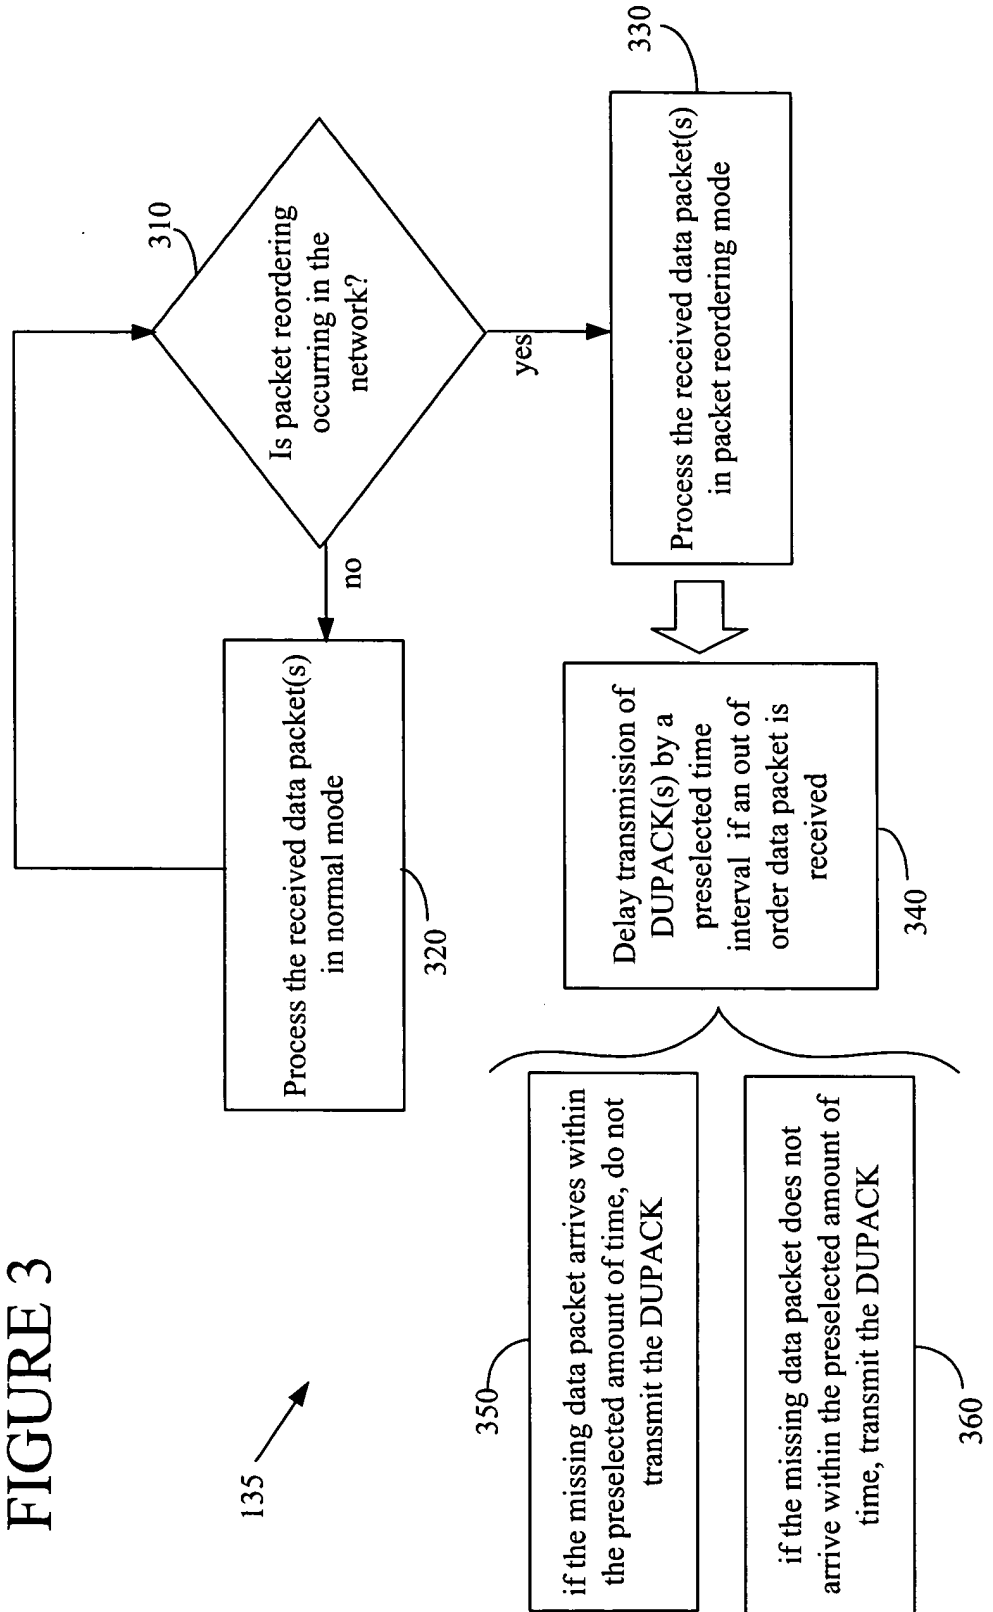 FIGURE 3
135
310
Is packet reordering
occurring in the
network?
no
yes
Process the received data packet(s)
in normal mode
320
330
Process the received data packet(s)
in packet reordering mode
Delay transmission of
DUPACK(s) by a
preselected time
interval if an out of
order data packet is
received
340
350
if the missing data packet arrives within
the preselected amount of time, do not
transmit the DUPACK
if the missing data packet does not
arrive within the preselected amount of
time, transmit the DUPACK
360